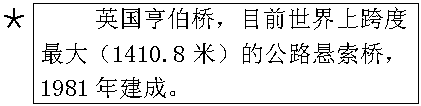 ★ 英国亨伯桥，目前世界上跨度
最大（1410.8 米）的公路悬索桥，
1981 年建成。